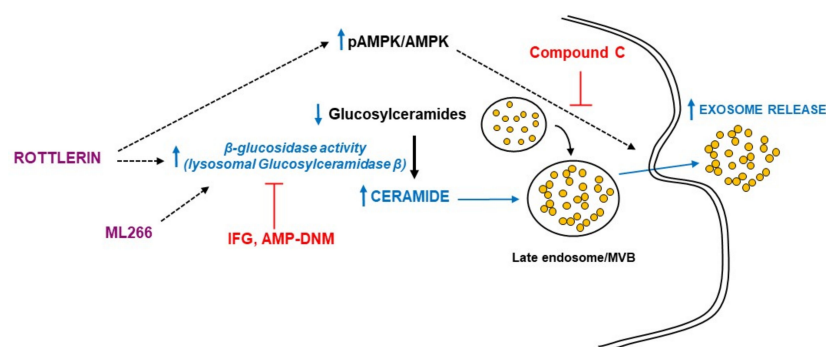 pAMPK/AMPK
Compound C
Glucosylceramides
EXOSOME RELEASE
ROTTLERIN
β-glucosidase activity
(lysosomal Glucosylceramidase β)
CERAMIDE
ML266
IFG, AMP-DNM
Late endosome/MVB